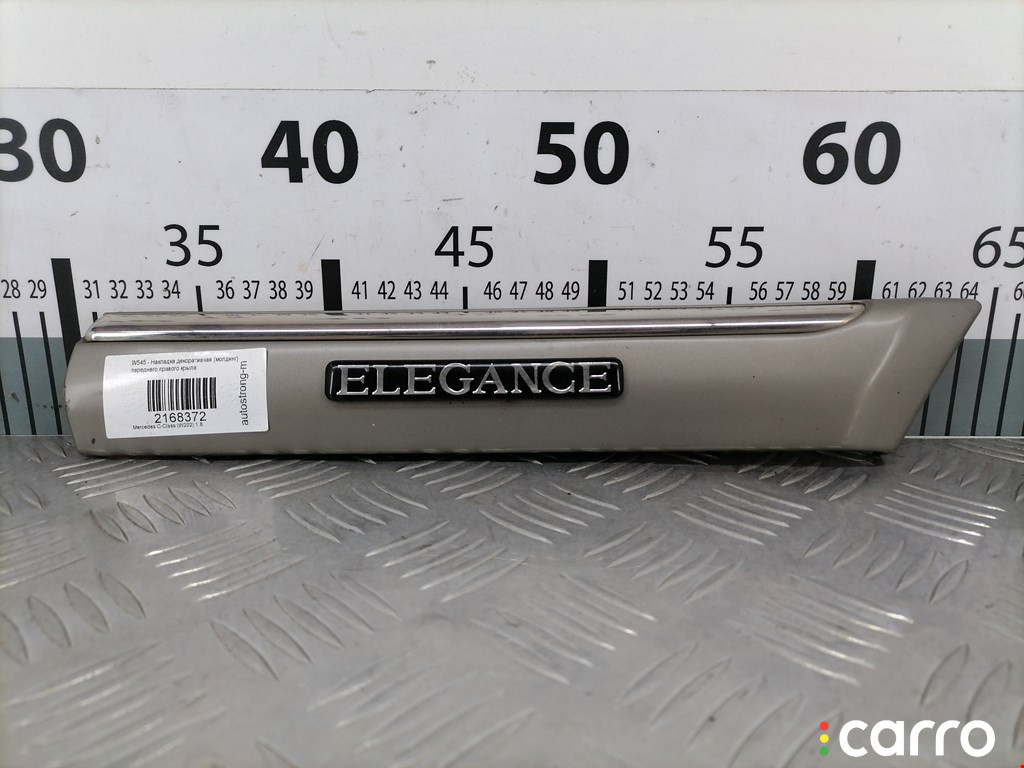 30 40 50 60
35 45 55 65
28 29 31 32 33 34 36 37 38 39 41 42 43 44 46 47 48 49 51 52 53 54 56 57 58 59 61 62 63 64
W545 - Накладка декоративная (молдинг)
переднего правого крыла
2168372
Mercedes C-Class (W202) 1.8
autostrong-m
ELEGANCE
carro